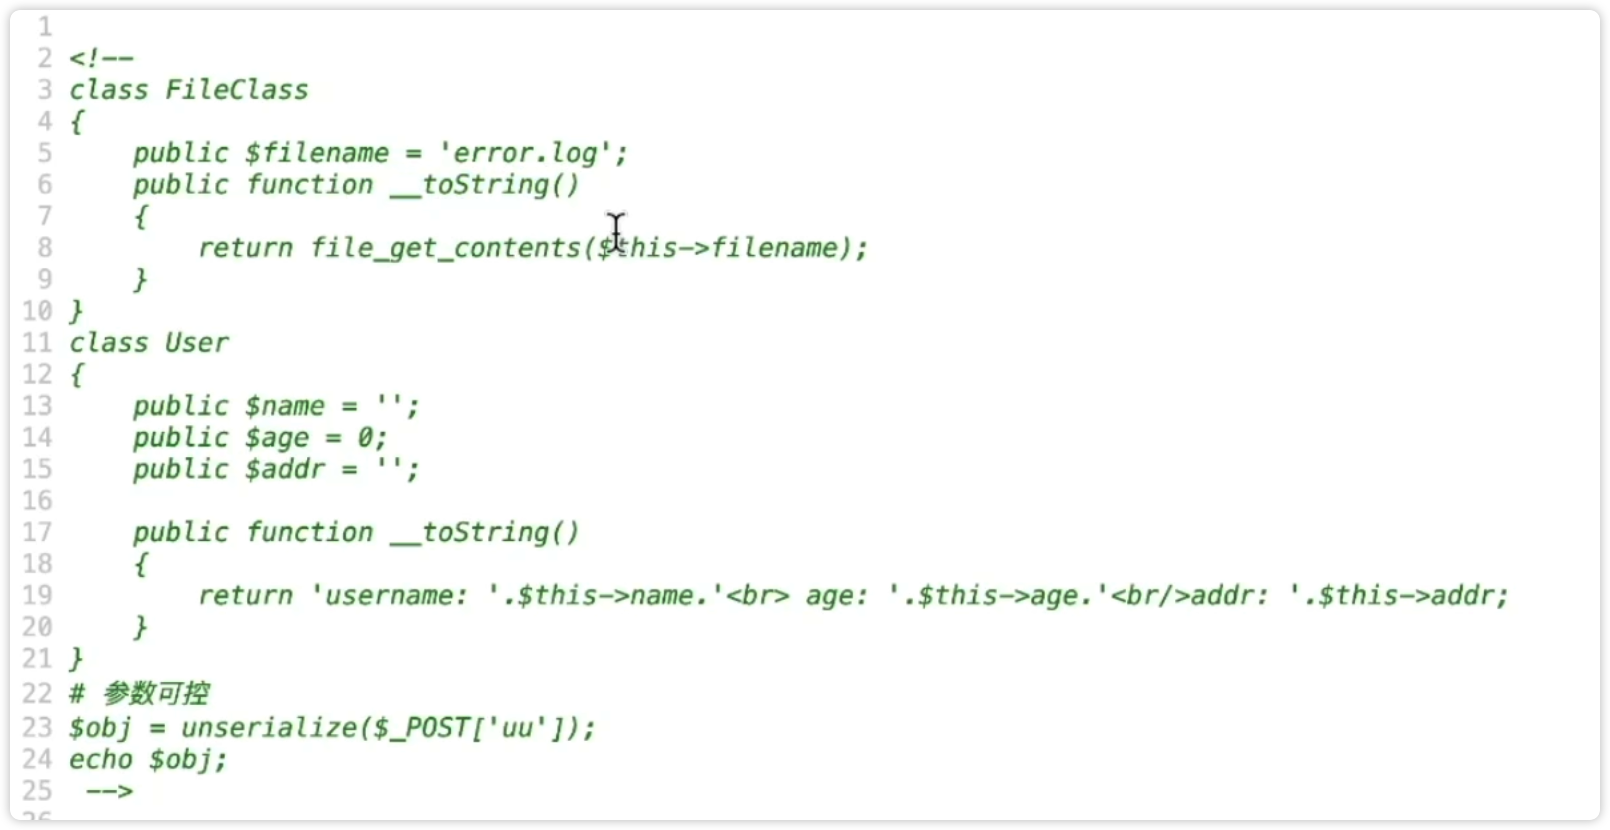 1
2 <!--
3 class FileClass
4 {
5     public $filename = 'error.log';
6     public function __toString()
7     {
8         return file_get_contents($this->filename);
9     }
10 }
11 class User
12 {
13     public $name = '';
14     public $age = 0;
15     public $addr = '';
16
17     public function __toString()
18     {
19         return 'username: '.$this->name.'<br> age: '.$this->age.'<br/>addr: '.$this->addr;
20     }
21 }
22 # 参数可控
23 $obj = unserialize($_POST['uu']);
24 echo $obj;
25  -->
26